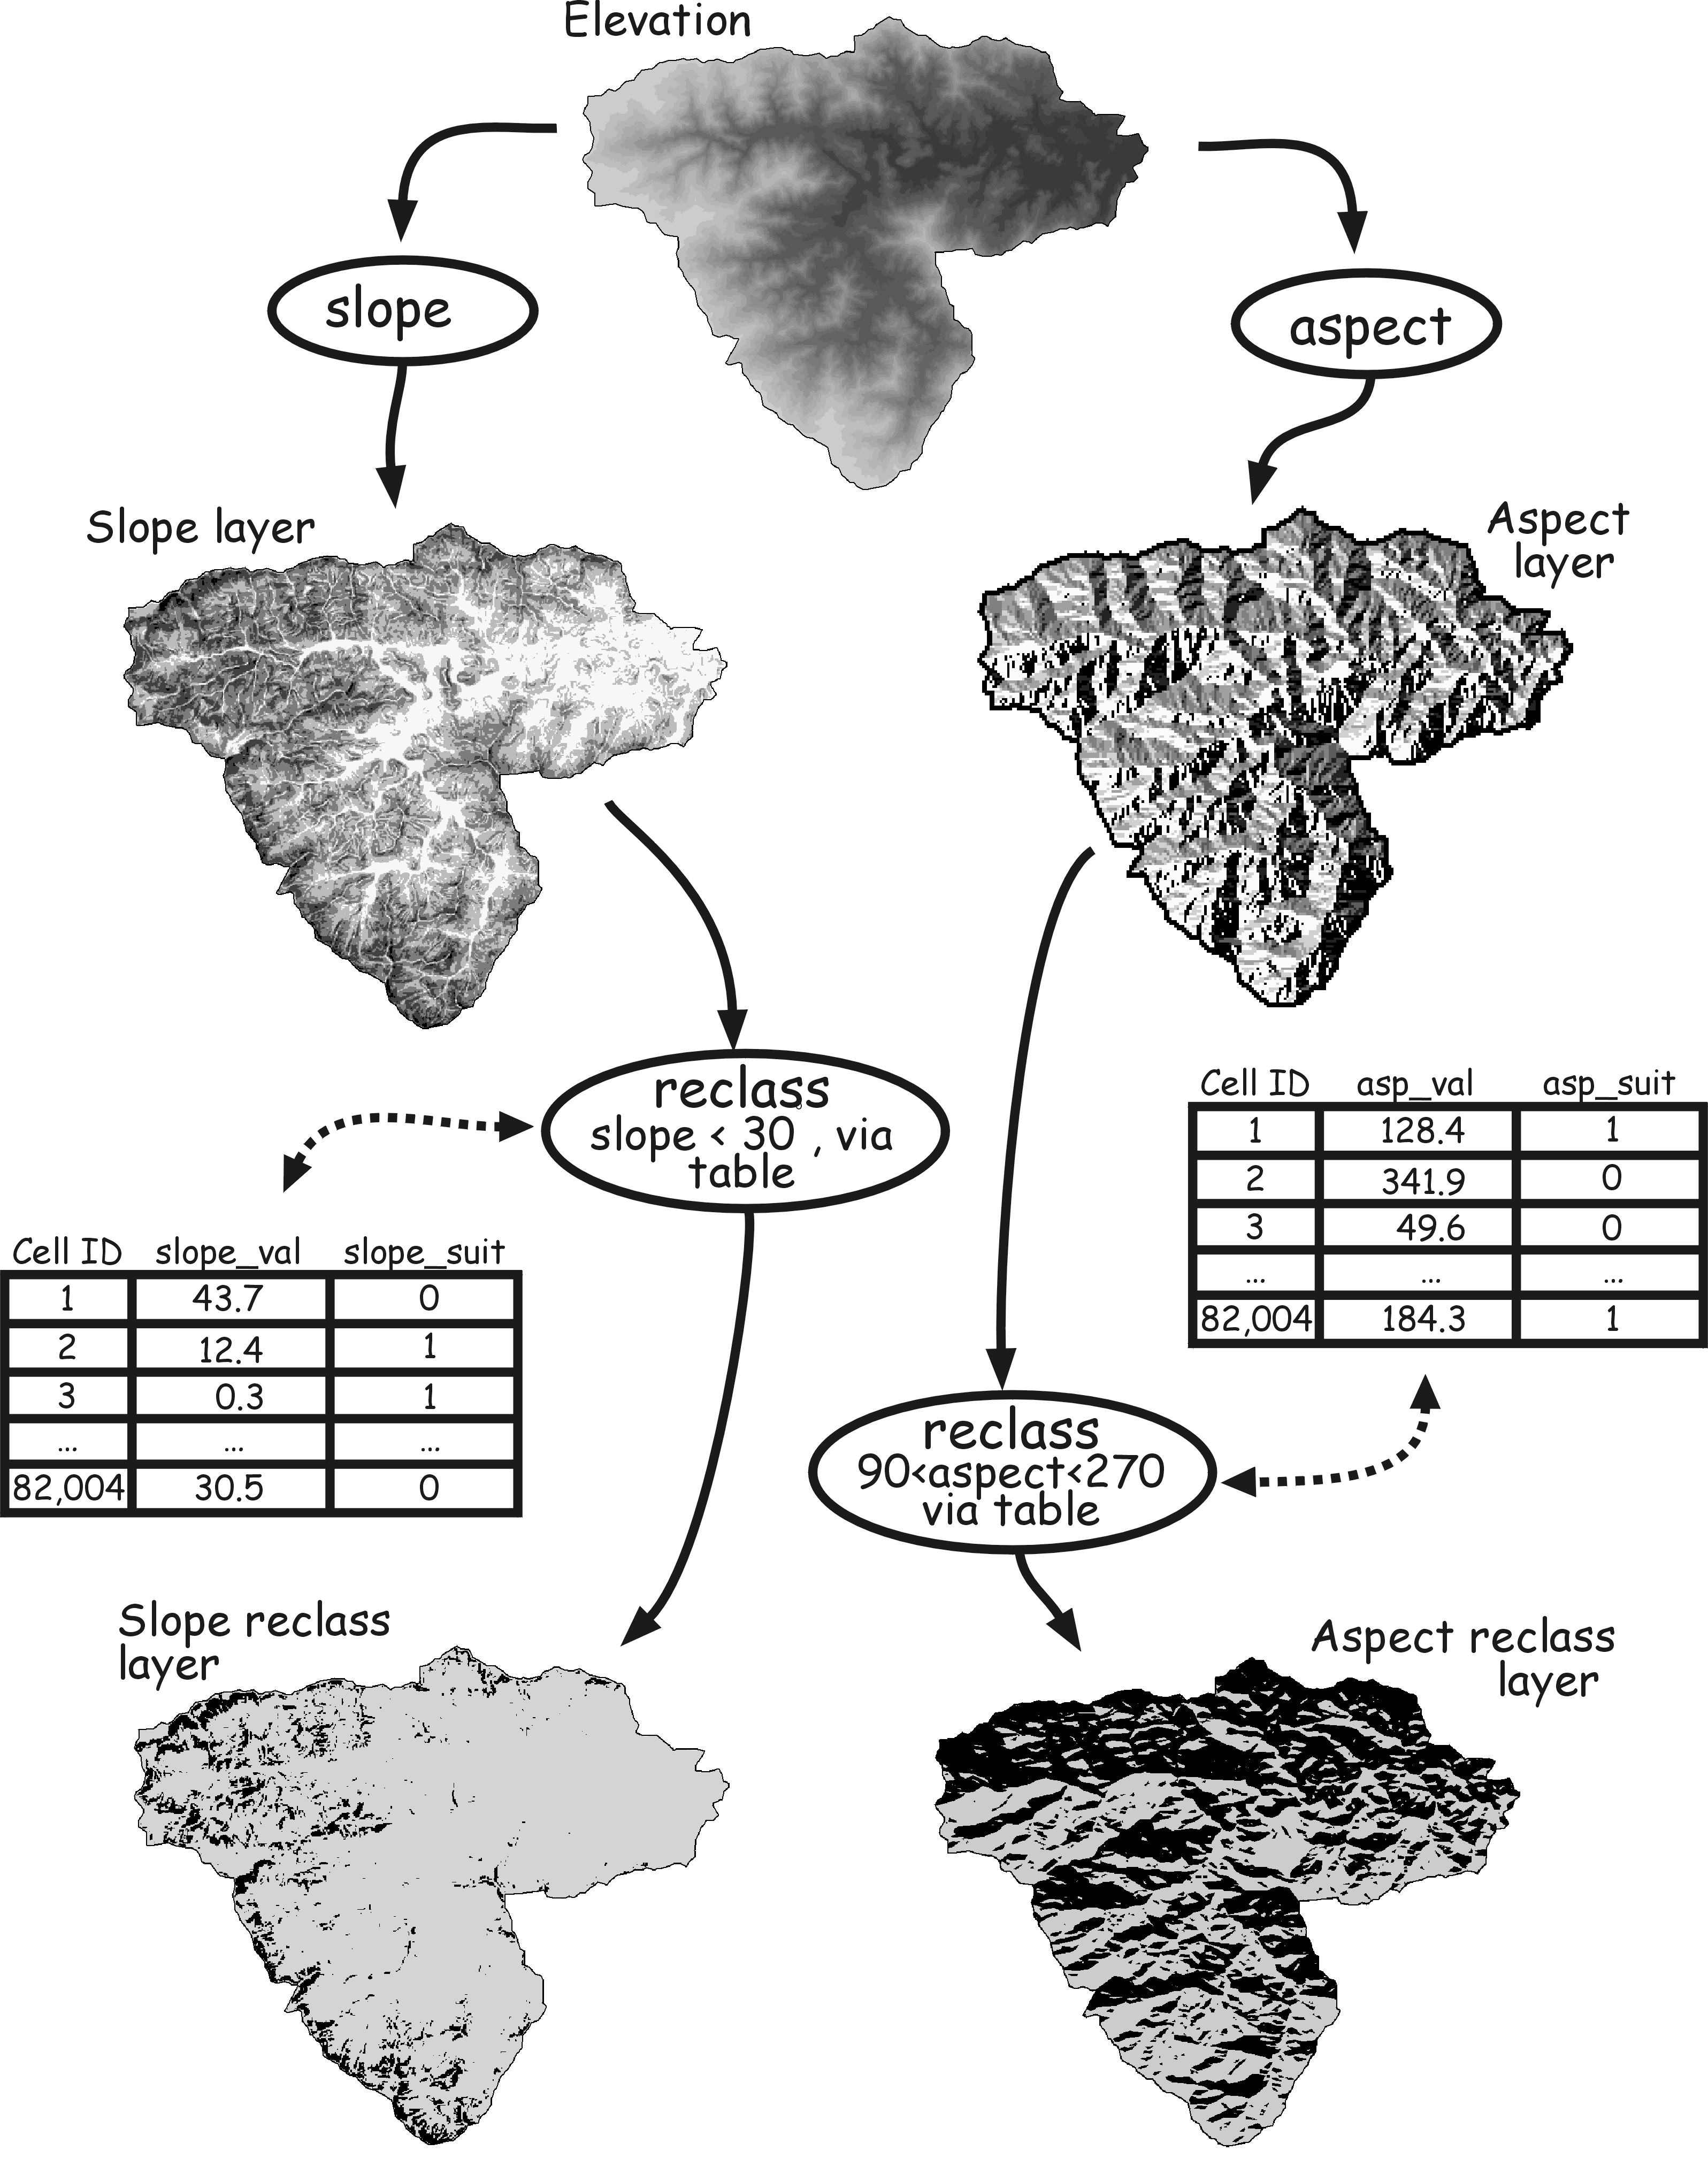 Elevation
slope
aspect
Slope layer
Aspect
layer
reclass
slope < 30 , via
table
Cell ID asp_val asp_suit
1 128.4 1
2 341.9 0
3 49.6 0
... ... ...
82,004 184.3 1
Cell ID slope_val slope_suit
1 43.7 0
2 12.4 1
3 0.3 1
... ... ...
82,004 30.5 0
reclass
90<aspect<270
via table
Slope reclass
layer
Aspect reclass
layer